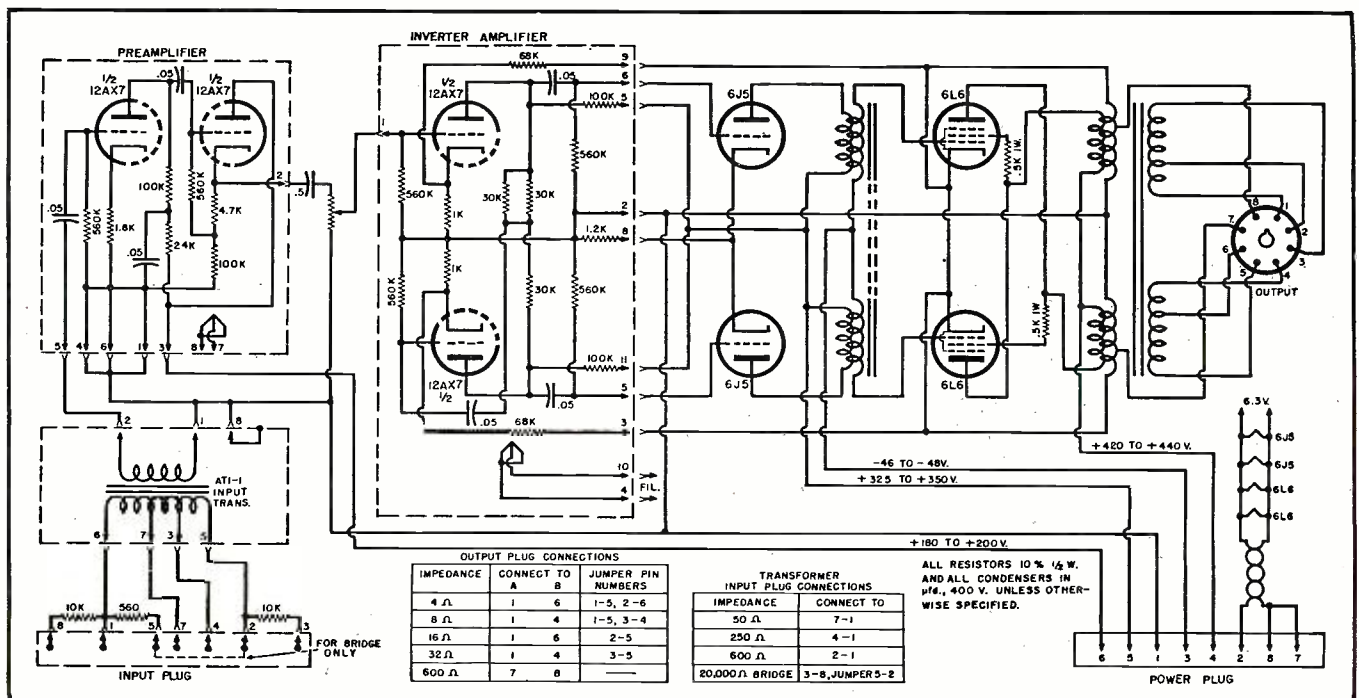 PREAMPLIFIER
INVERTER AMPLIFIER
1/2
12AX7
.05
1/2
12AX7
.05
560K
1.8K
100K
.05
24K
560K
4.7K
100K
2
.5
5 4 6 1 3 8 7
68K
9
.05
6
1/2
12AX7
5
100K
1
560K
560K
30K
30K
1K
2
1.2K
8
1K
560K
30K
560K
100K
11
12AX7
1/2
.05
5
.05
68K
3
10
4
FIL.
6J5
6J5
6L6
.5K 1W.
.5K 1W
6L6
8 1
7 2
6 3
5 4
OUTPUT
2 1 8
AT1-1
INPUT
TRANS.
6 7 3 5
10K
560
10K
8 1 5 7 4 2 3
FOR BRIDGE
ONLY
INPUT PLUG
+420 TO +440 V.
-46 TO -48V.
+325 TO +350V.
+180 TO +200V.
6.3V.
6J5
6J5
6L6
6L6
OUTPUT PLUG CONNECTIONS
IMPEDANCE CONNECT TO JUMPER PIN
A B NUMBERS
4 Ω 1 6 1-5, 2-6
8 Ω 1 4 1-5, 3-4
16 Ω 1 6 2-5
32 Ω 1 4 3-5
600 Ω 7 8 —
TRANSFORMER
INPUT PLUG CONNECTIONS
IMPEDANCE CONNECT TO
50 Ω 7-1
250 Ω 4-1
600 Ω 2-1
20,000 Ω BRIDGE 3-8, JUMPER 5-2
ALL RESISTORS 10% 1/2 W.
AND ALL CONDENSERS IN
µfd., 400 V. UNLESS OTHER-
WISE SPECIFIED.
6 5 1 3 4 2 8 7
POWER PLUG